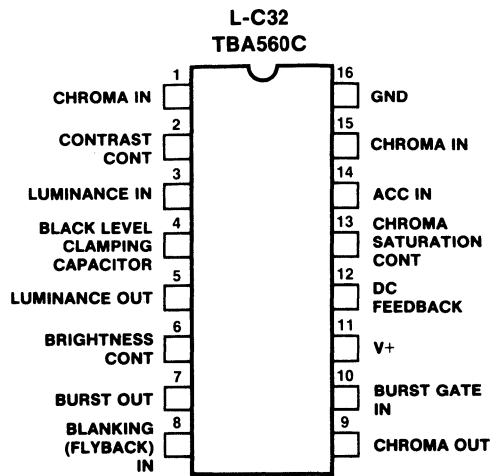 L-C32
TBA560C
1
CHROMA IN
2
CONTRAST
CONT
3
LUMINANCE IN
4
BLACK LEVEL
CLAMPING
CAPACITOR
5
LUMINANCE OUT
6
BRIGHTNESS
CONT
7
BURST OUT
8
BLANKING
(FLYBACK)
IN
16
GND
15
CHROMA IN
14
ACC IN
13
CHROMA
SATURATION
CONT
12
DC
FEEDBACK
11
V+
10
BURST GATE
IN
9
CHROMA OUT